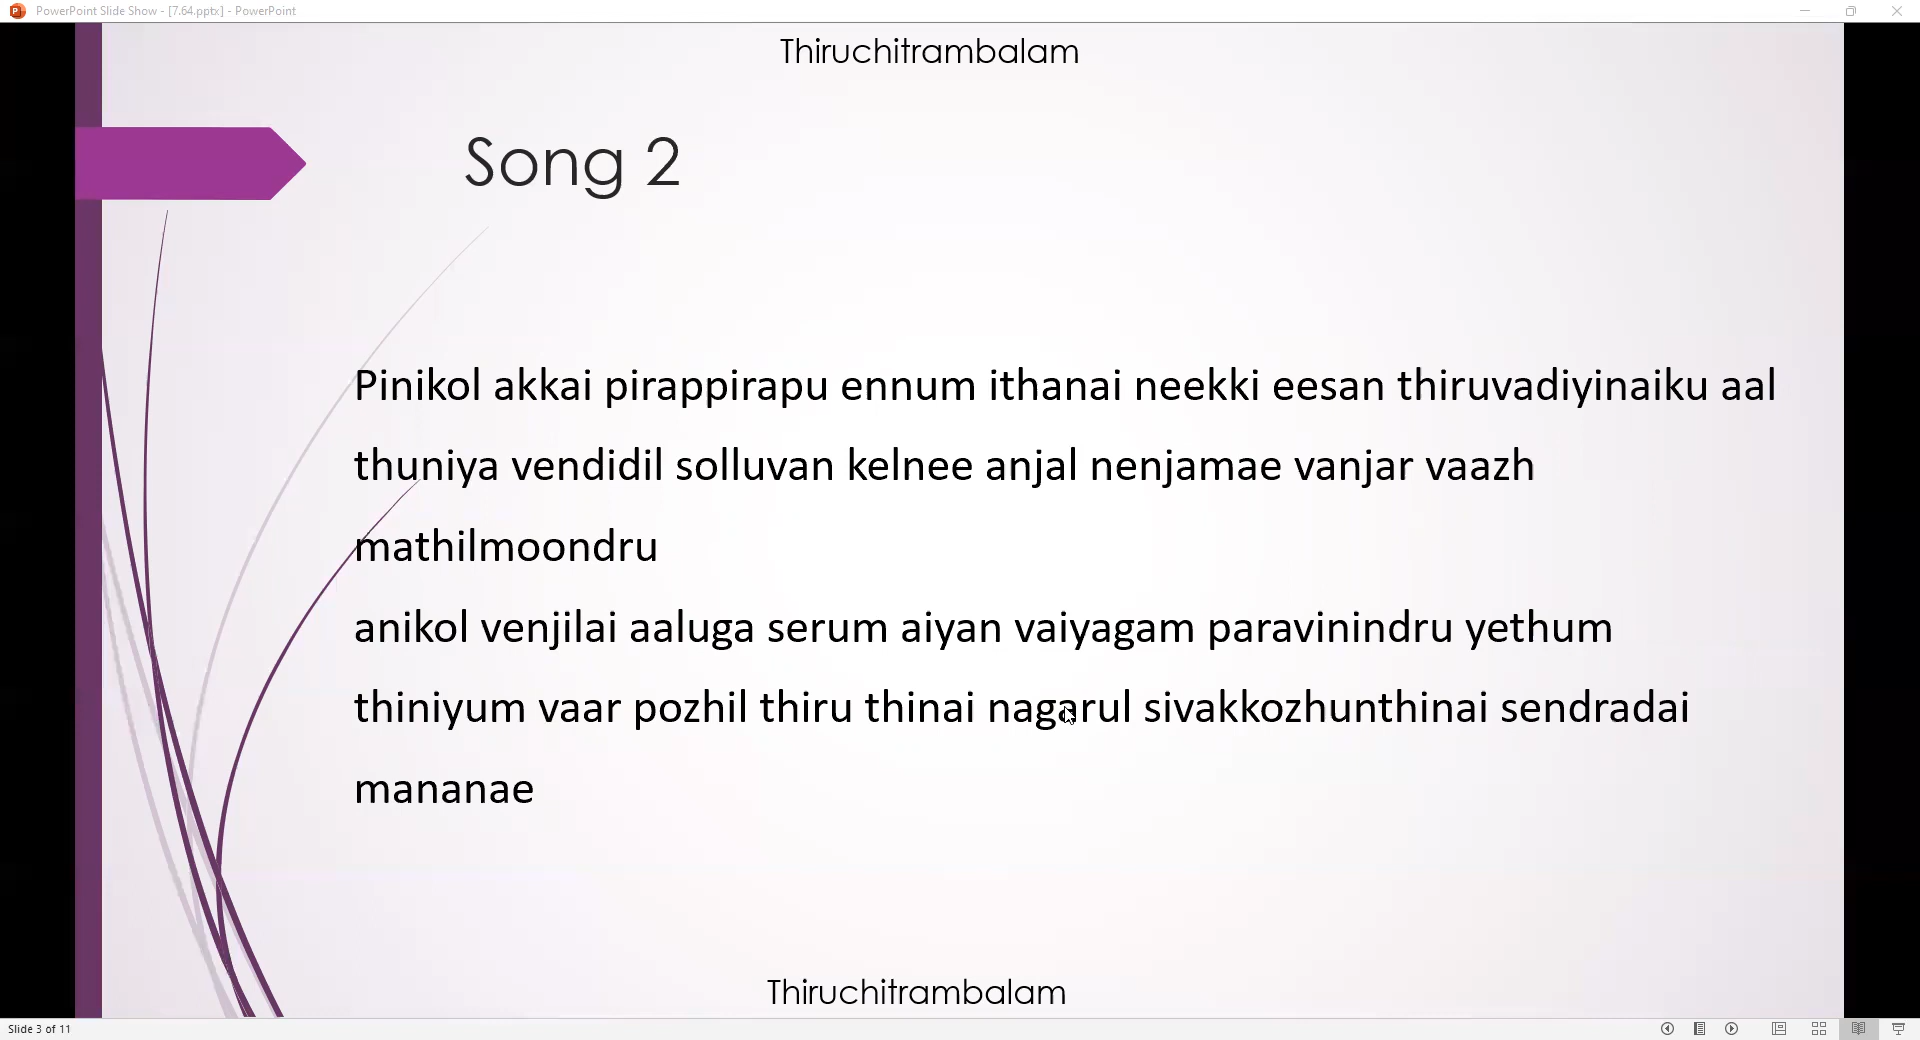 PowerPoint Slide Show - [7.64.pptx] - PowerPoint
Thiruchitrambalam
Song 2
Pinikol akkai pirappirapu ennum ithanai neekki eesan thiruvadiyinaiku aal
thuniya vendidil solluvan kelnee anjal nenjamae vanjar vaazh
mathilmoondru
anikol venjilai aaluga serum aiyan vaiyagam paravinindru yethum
thiniyum vaar pozhil thiru thinai nagarul sivakkozhunthinai sendradai
mananae
Thiruchitrambalam
Slide 3 of 11